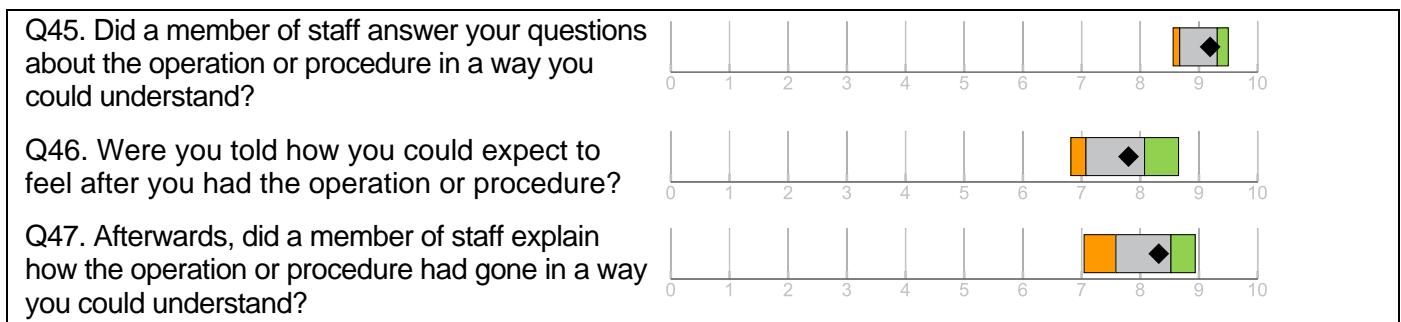 Q45. Did a member of staff answer your questions
about the operation or procedure in a way you
could understand?
0 1 2 3 4 5 6 7 8 9 10
Q46. Were you told how you could expect to
feel after you had the operation or procedure?
0 1 2 3 4 5 6 7 8 9 10
Q47. Afterwards, did a member of staff explain
how the operation or procedure had gone in a way
you could understand?
0 1 2 3 4 5 6 7 8 9 10